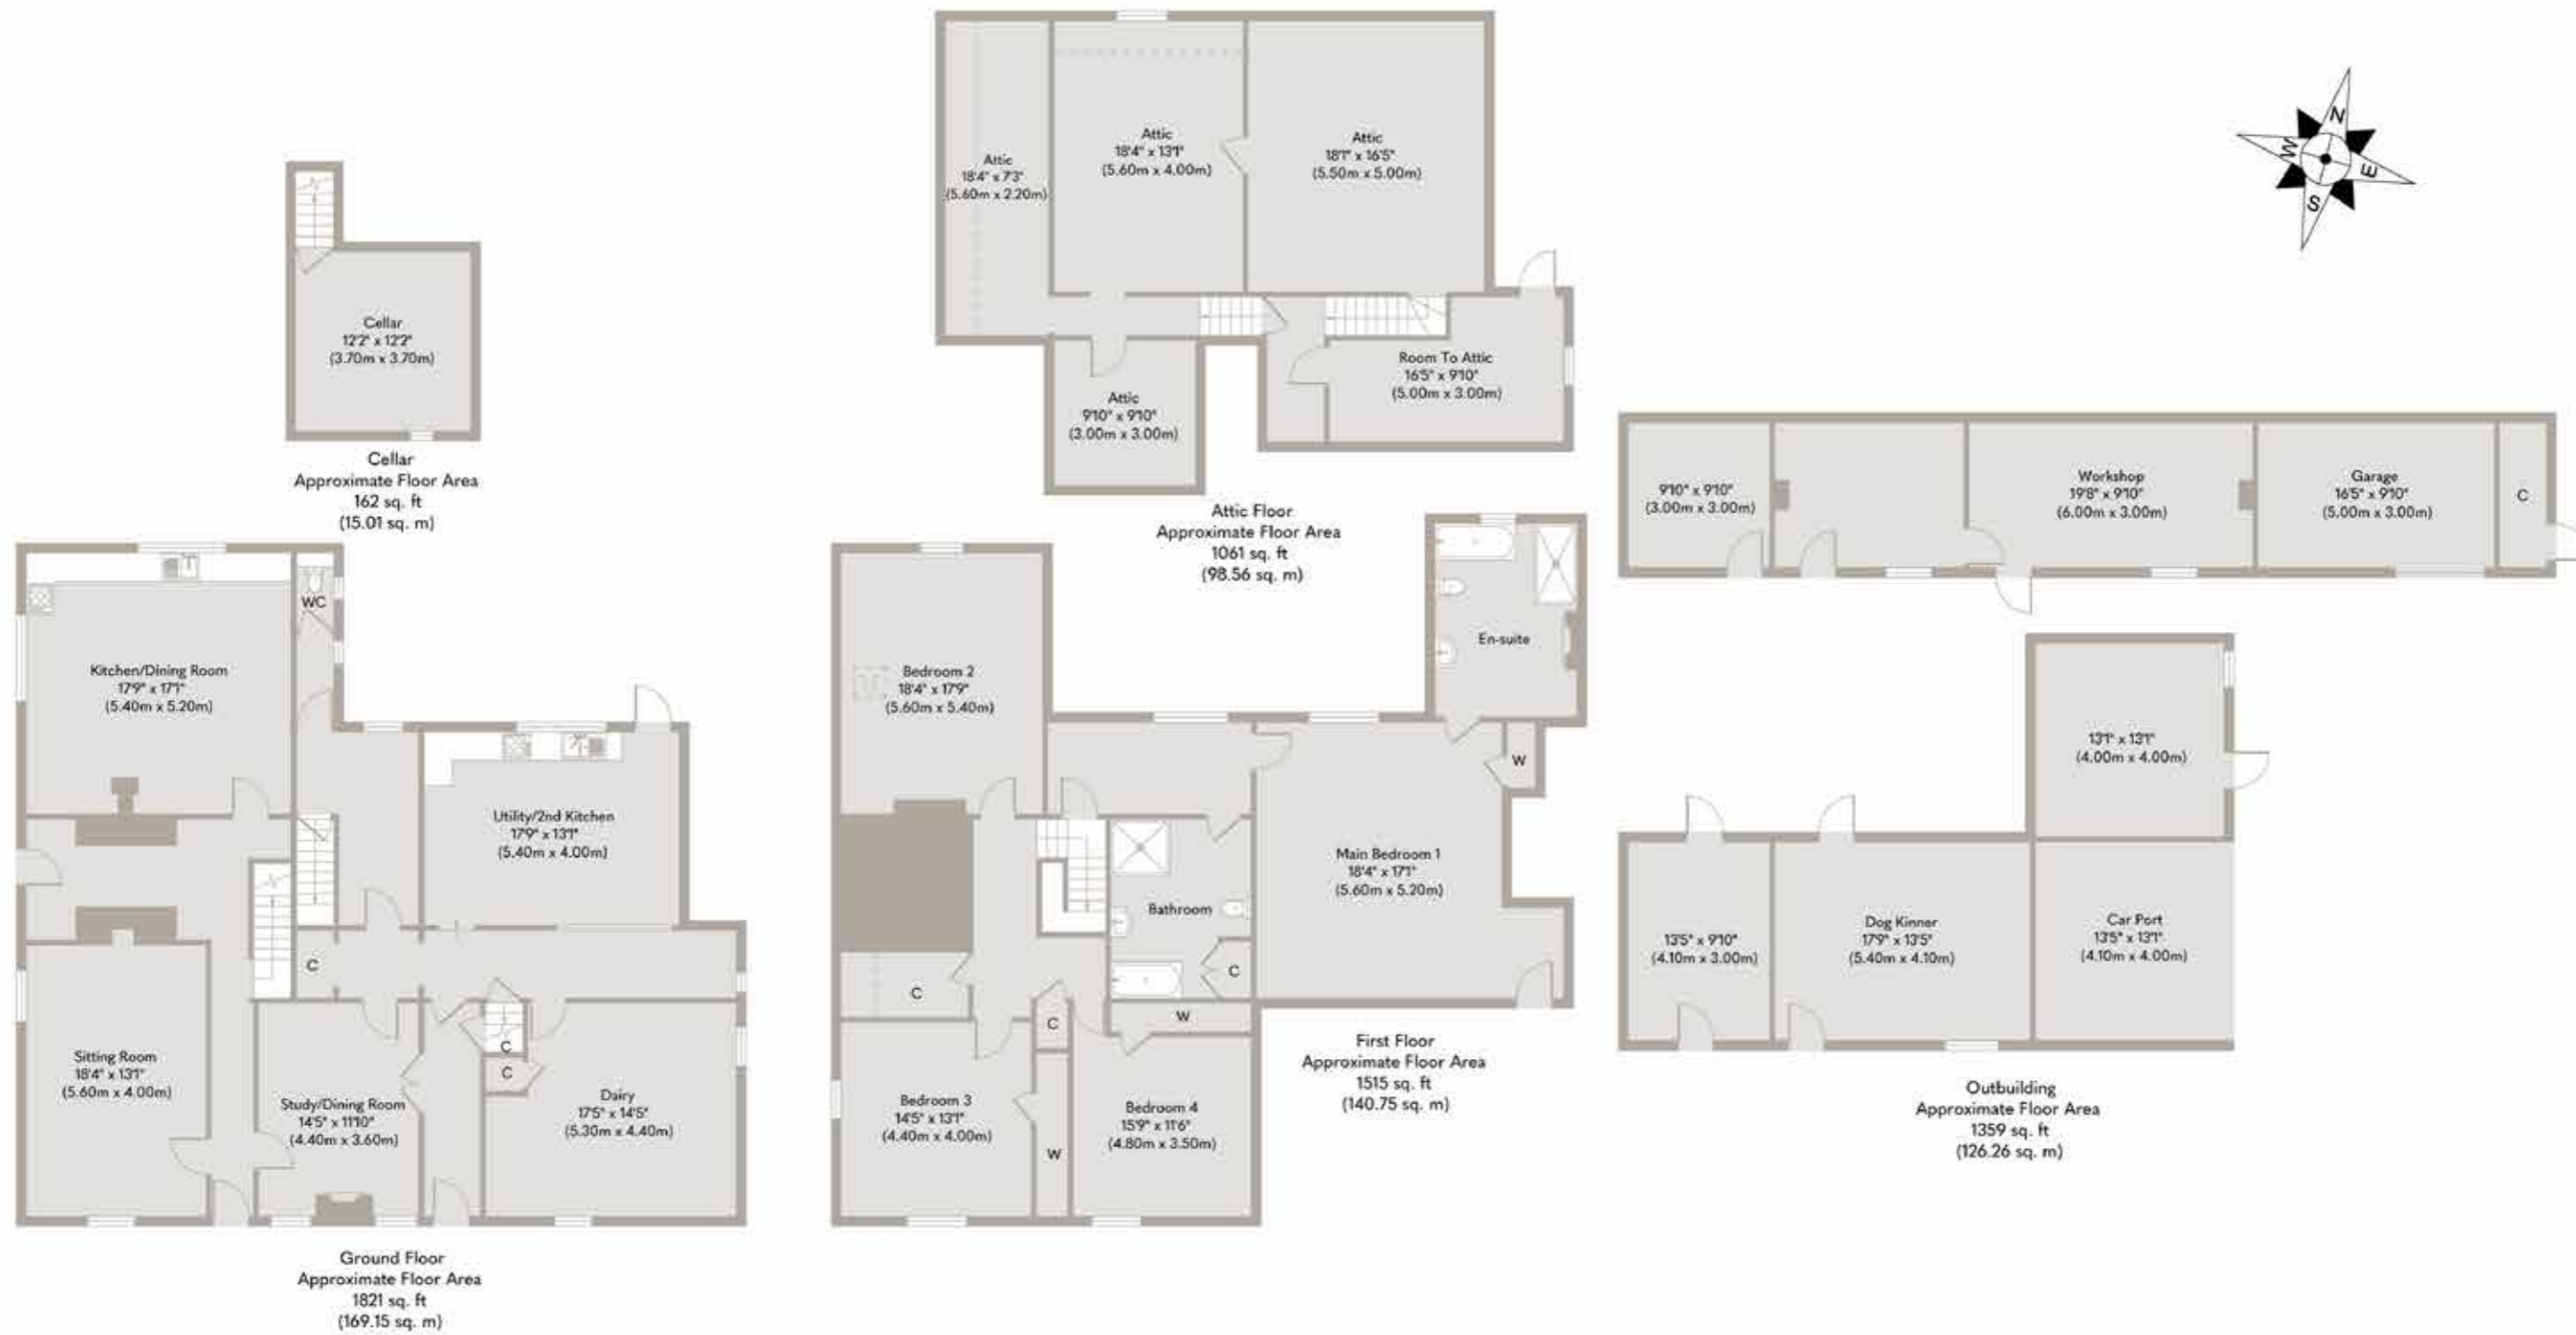 Cellar
12'2" x 12'2"
(3.70m x 3.70m)
Cellar
Approximate Floor Area
162 sq. ft
(15.01 sq. m)
Attic
18'4" x 7'3"
(5.60m x 2.20m)
Attic
18'4" x 13'1"
(5.60m x 4.00m)
Attic
18'1" x 16'5"
(5.50m x 5.00m)
Attic
9'10" x 9'10"
(3.00m x 3.00m)
Room To Attic
16'5" x 9'10"
(5.00m x 3.00m)
Attic Floor
Approximate Floor Area
1061 sq. ft
(98.56 sq. m)
N
W
E
S
9'10" x 9'10"
(3.00m x 3.00m)
Workshop
19'8" x 9'10"
(6.00m x 3.00m)
Garage
16'5" x 9'10"
(5.00m x 3.00m)
C
WC
Kitchen/Dining Room
17'9" x 17'1"
(5.40m x 5.20m)
Utility/2nd Kitchen
17'9" x 13'1"
(5.40m x 4.00m)
C
Sitting Room
18'4" x 13'1"
(5.60m x 4.00m)
Study/Dining Room
14'5" x 11'10"
(4.40m x 3.60m)
C
C
Dairy
17'5" x 14'5"
(5.30m x 4.40m)
Ground Floor
Approximate Floor Area
1821 sq. ft
(169.15 sq. m)
Bedroom 2
18'4" x 17'9"
(5.60m x 5.40m)
En-suite
W
Main Bedroom 1
18'4" x 17'1"
(5.60m x 5.20m)
Bathroom
C
C
W
C
Bedroom 3
14'5" x 13'1"
(4.40m x 4.00m)
W
Bedroom 4
15'9" x 11'6"
(4.80m x 3.50m)
First Floor
Approximate Floor Area
1515 sq. ft
(140.75 sq. m)
13'1" x 13'1"
(4.00m x 4.00m)
13'5" x 9'10"
(4.10m x 3.00m)
Dog Kinner
17'9" x 13'5"
(5.40m x 4.10m)
Car Port
13'5" x 13'1"
(4.10m x 4.00m)
Outbuilding
Approximate Floor Area
1359 sq. ft
(126.26 sq. m)